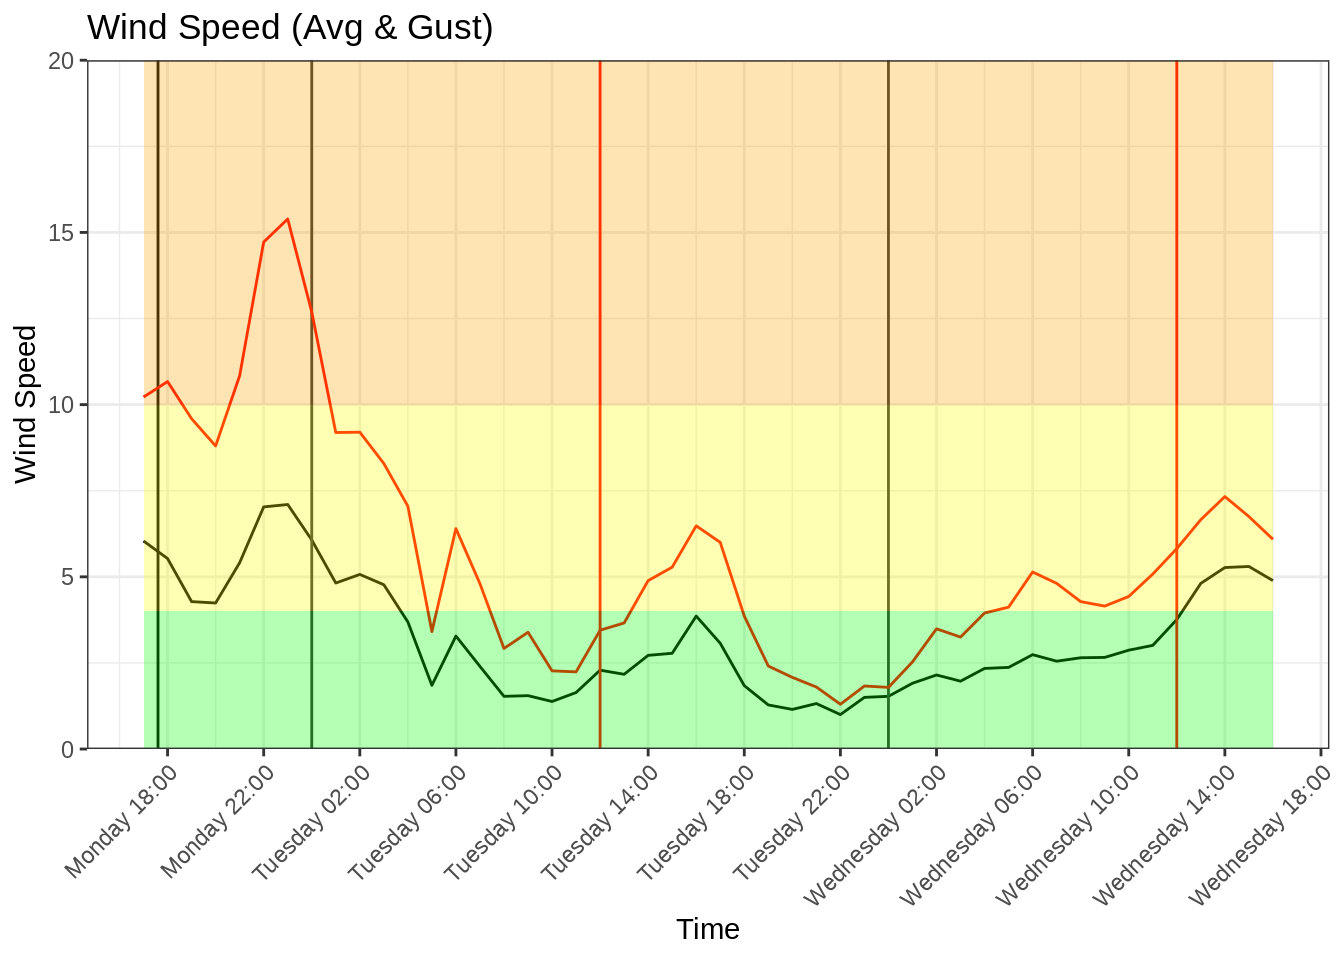 Wind Speed (Avg & Gust)
20
15
10
5
0
Wind Speed
Monday 18:00
Monday 22:00
Tuesday 02:00
Tuesday 06:00
Tuesday 10:00
Tuesday 14:00
Tuesday 18:00
Tuesday 22:00
Wednesday 02:00
Wednesday 06:00
Wednesday 10:00
Wednesday 14:00
Wednesday 18:00
Time